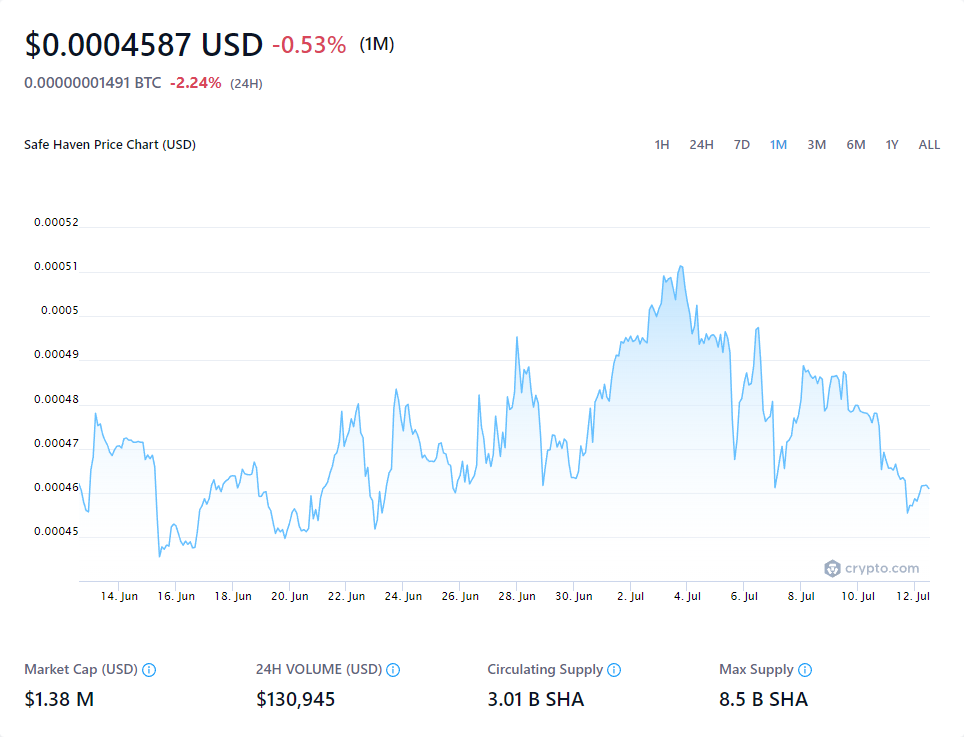 $0.0004587 USD -0.53% (1M)
0.00000001491 BTC -2.24% (24H)
Safe Haven Price Chart (USD) 1H 24H 7D 1M 3M 6M 1Y ALL
0.00052
0.00051
0.0005
0.00049
0.00048
0.00047
0.00046
0.00045
crypto.com
14. Jun 16. Jun 18. Jun 20. Jun 22. Jun 24. Jun 26. Jun 28. Jun 30. Jun 2. Jul 4. Jul 6. Jul 8. Jul 10. Jul 12. Jul
Market Cap (USD) 24H VOLUME (USD) Circulating Supply Max Supply
$1.38 M $130,945 3.01 B SHA 8.5 B SHA